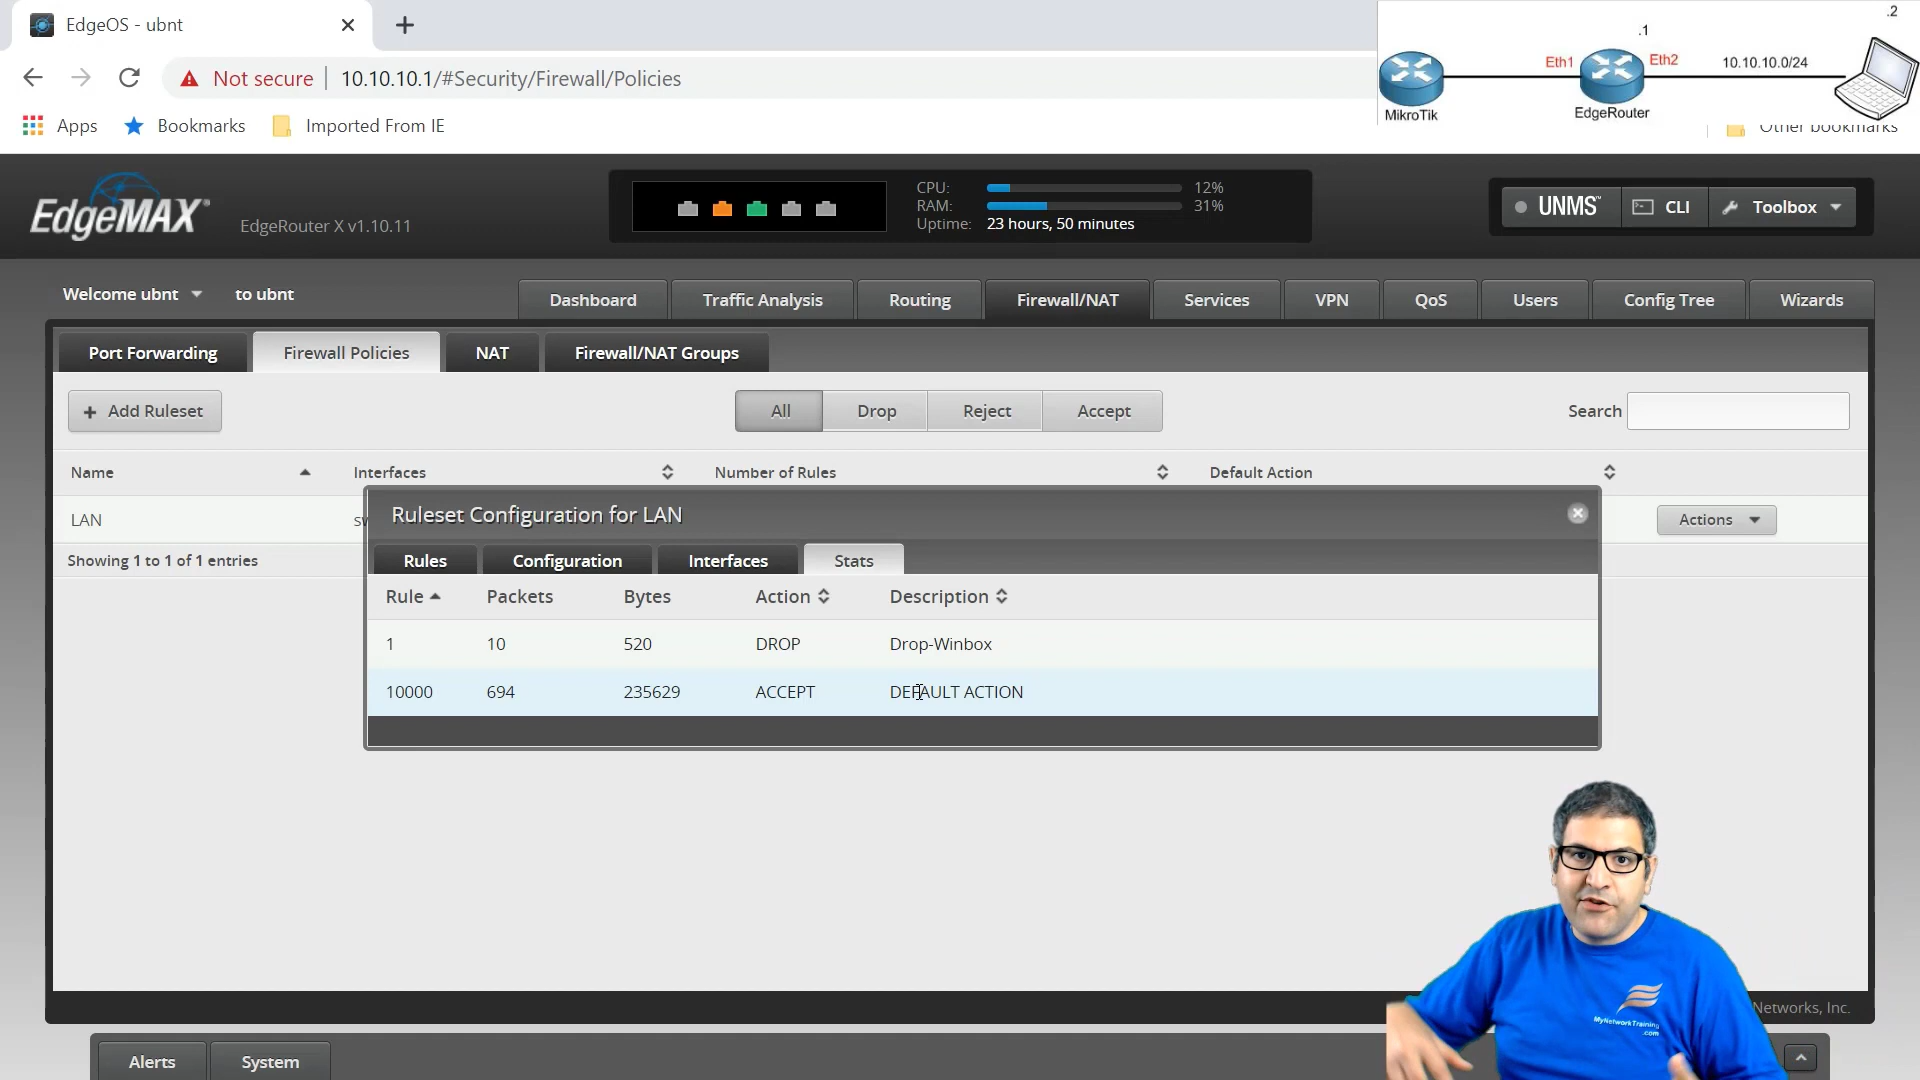 EdgeOS - ubnt
.2
.1
Eth1
Eth2
10.10.10.0/24
MikroTik
EdgeRouter
Not secure
10.10.10.1/#Security/Firewall/Policies
Apps
Bookmarks
Imported From IE
Other bookmarks
EdgeMAX®
EdgeRouter X v1.10.11
CPU: 12%
RAM: 31%
Uptime: 23 hours, 50 minutes
UNMS™
CLI
Toolbox
Welcome ubnt
to ubnt
Dashboard
Traffic Analysis
Routing
Firewall/NAT
Services
VPN
QoS
Users
Config Tree
Wizards
Port Forwarding
Firewall Policies
NAT
Firewall/NAT Groups
+ Add Ruleset
All
Drop
Reject
Accept
Search
Name
Interfaces
Number of Rules
Default Action
LAN
Actions
Showing 1 to 1 of 1 entries
Ruleset Configuration for LAN
Rules
Configuration
Interfaces
Stats
Rule Packets Bytes Action Description
1 10 520 DROP Drop-Winbox
10000 694 235629 ACCEPT DEFAULT ACTION
MyNetworkTraining
.com
Networks, Inc.
Alerts
System